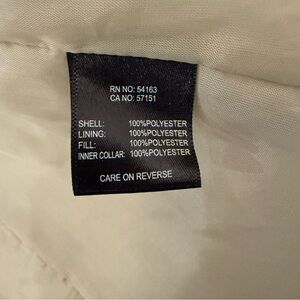 RN NO: 54163
CA NO: 57151
SHELL: 100%POLYESTER
LINING: 100%POLYESTER
FILL: 100%POLYESTER
INNER COLLAR: 100%POLYESTER
CARE ON REVERSE